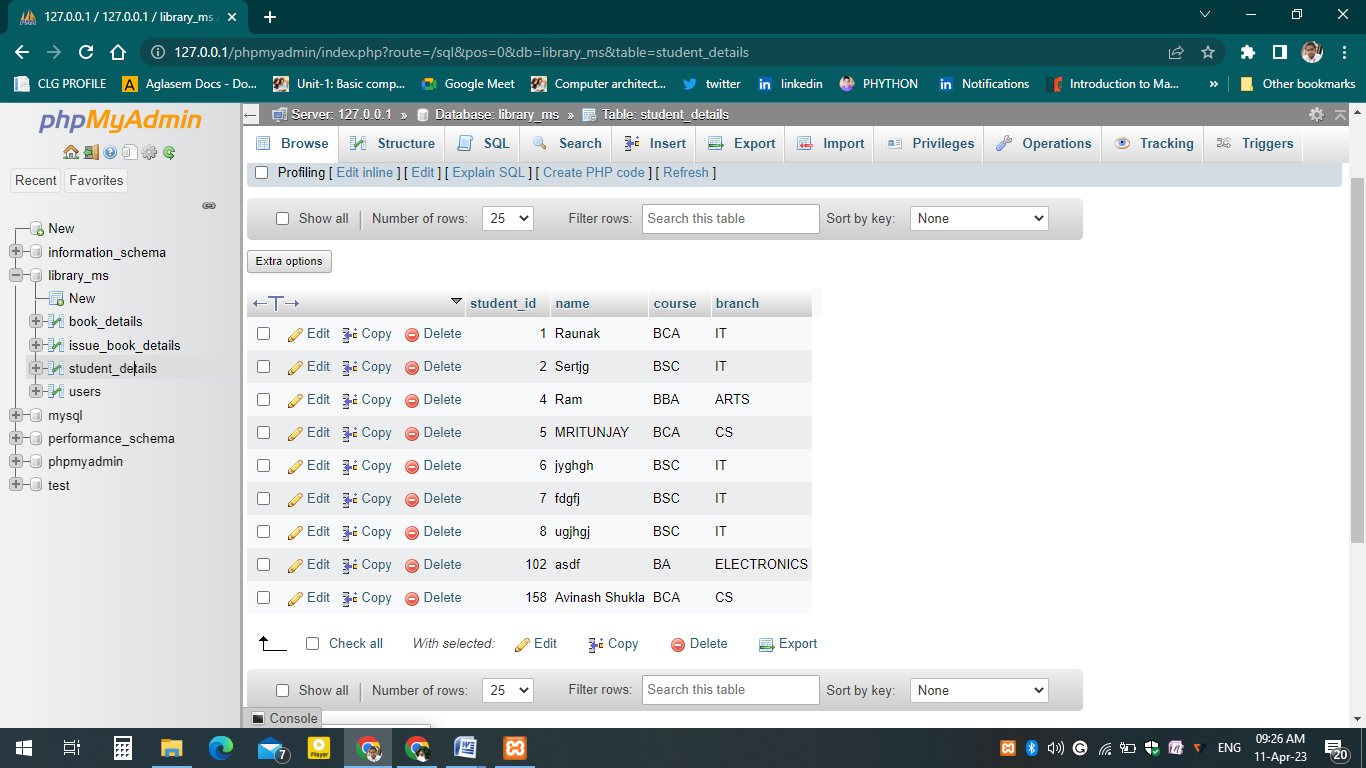 127.0.0.1 / 127.0.0.1 / library_ms
127.0.0.1/phpmyadmin/index.php?route=/sql&pos=0&db=library_ms&table=student_details
CLG PROFILE Aglasem Docs - Do... Unit-1: Basic comp... Google Meet Computer architect... twitter linkedin PHYTHON Notifications Introduction to Ma... » Other bookmarks
phpMyAdmin
Recent Favorites
New
information_schema
library_ms
New
book_details
issue_book_details
student_details
users
mysql
performance_schema
phpmyadmin
test
Server: 127.0.0.1 » Database: library_ms » Table: student_details
Browse Structure SQL Search Insert Export Import Privileges Operations Tracking Triggers
Profiling [ Edit inline ] [ Edit ] [ Explain SQL ] [ Create PHP code ] [ Refresh ]
Show all Number of rows: 25 Filter rows: Search this table Sort by key: None
Extra options
student_id name course branch
Edit Copy Delete 1 Raunak BCA IT
Edit Copy Delete 2 Sertjg BSC IT
Edit Copy Delete 4 Ram BBA ARTS
Edit Copy Delete 5 MRITUNJAY BCA CS
Edit Copy Delete 6 jyghgh BSC IT
Edit Copy Delete 7 fdgfj BSC IT
Edit Copy Delete 8 ugjhgj BSC IT
Edit Copy Delete 102 asdf BA ELECTRONICS
Edit Copy Delete 158 Avinash Shukla BCA CS
Check all With selected: Edit Copy Delete Export
Show all Number of rows: 25 Filter rows: Search this table Sort by key: None
Console
7 Player ENG 09:26 AM
11-Apr-23 20